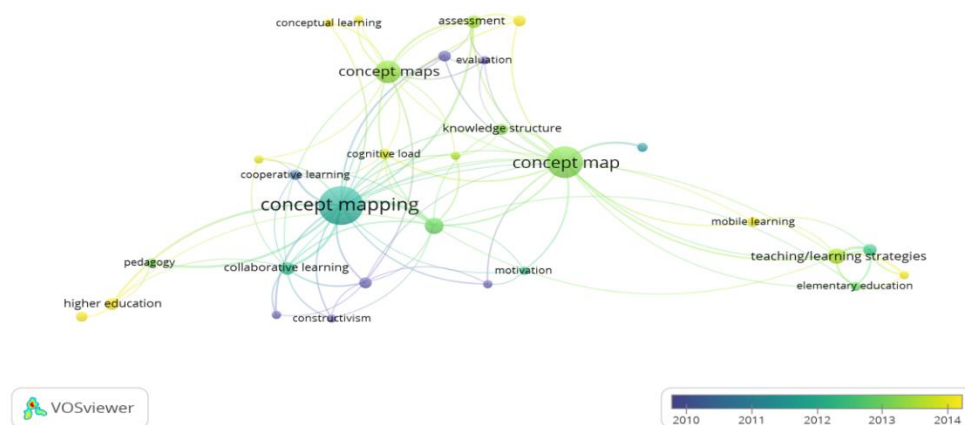 conceptual learning
assessment
evaluation
concept maps
knowledge structure
cognitive load
concept map
cooperative learning
concept mapping
mobile learning
teaching/learning strategies
pedagogy
collaborative learning
motivation
elementary education
higher education
constructivism
VOSviewer
2010 2011 2012 2013 2014